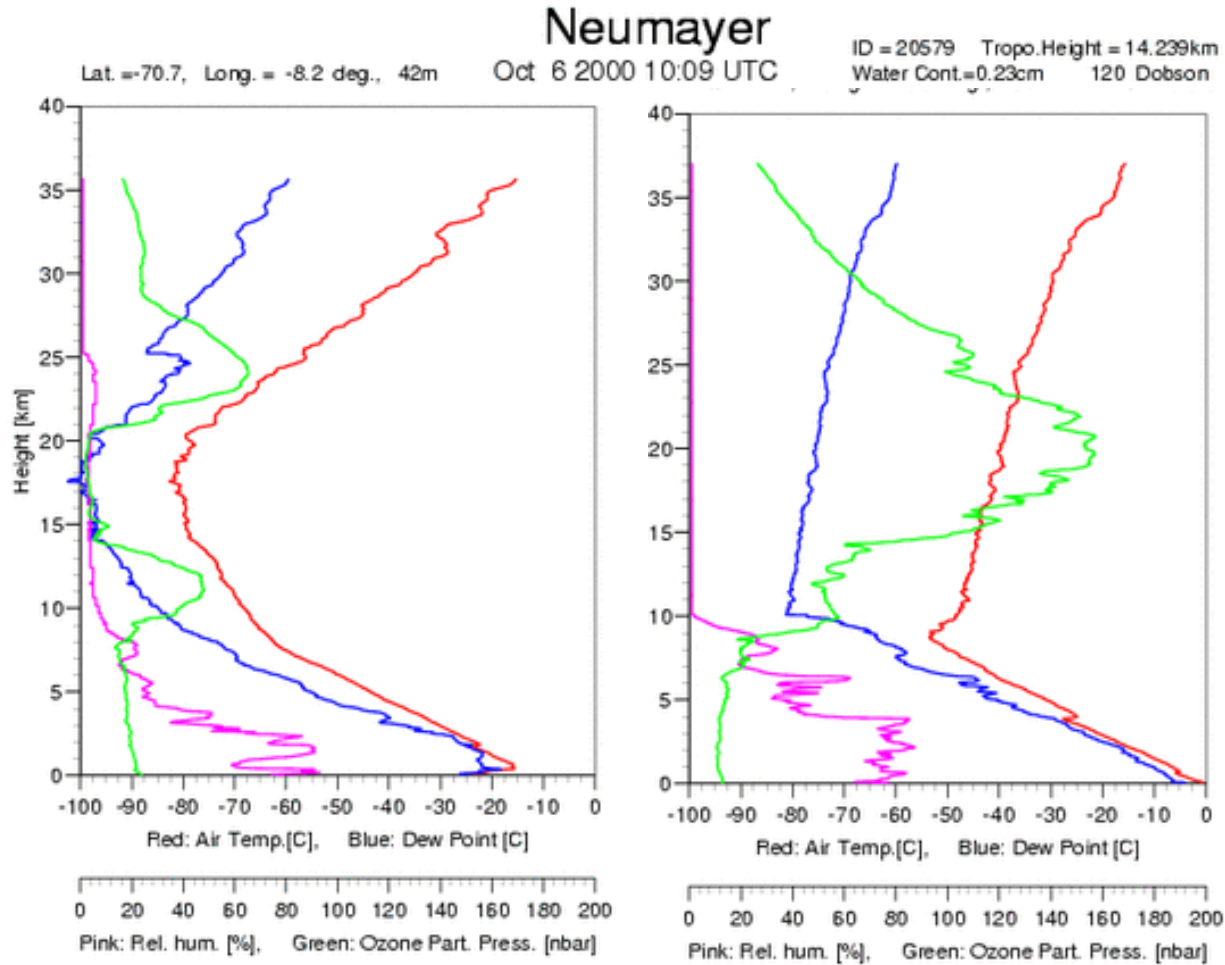 Neumayer
Lat. =-70.7, Long. = -8.2 deg., 42m
Oct 6 2000 10:09 UTC
ID = 20579 Tropo.Height = 14.239km
Water Cont.=0.23cm 120 Dobson
40
35
30
25
20
15
10
5
0
Height [km]
-100 -90 -80 -70 -60 -50 -40 -30 -20 -10 0
Red: Air Temp.[C], Blue: Dew Point [C]
0 20 40 60 80 100 120 140 160 180 200
Pink: Rel. hum. [%], Green: Ozone Part. Press. [nbar]
40
35
30
25
20
15
10
5
0
-100 -90 -80 -70 -60 -50 -40 -30 -20 -10 0
Red: Air Temp.[C], Blue: Dew Point [C]
0 20 40 60 80 100 120 140 160 180 200
Pink: Rel. hum. [%], Green: Ozone Part. Press. [nbar]